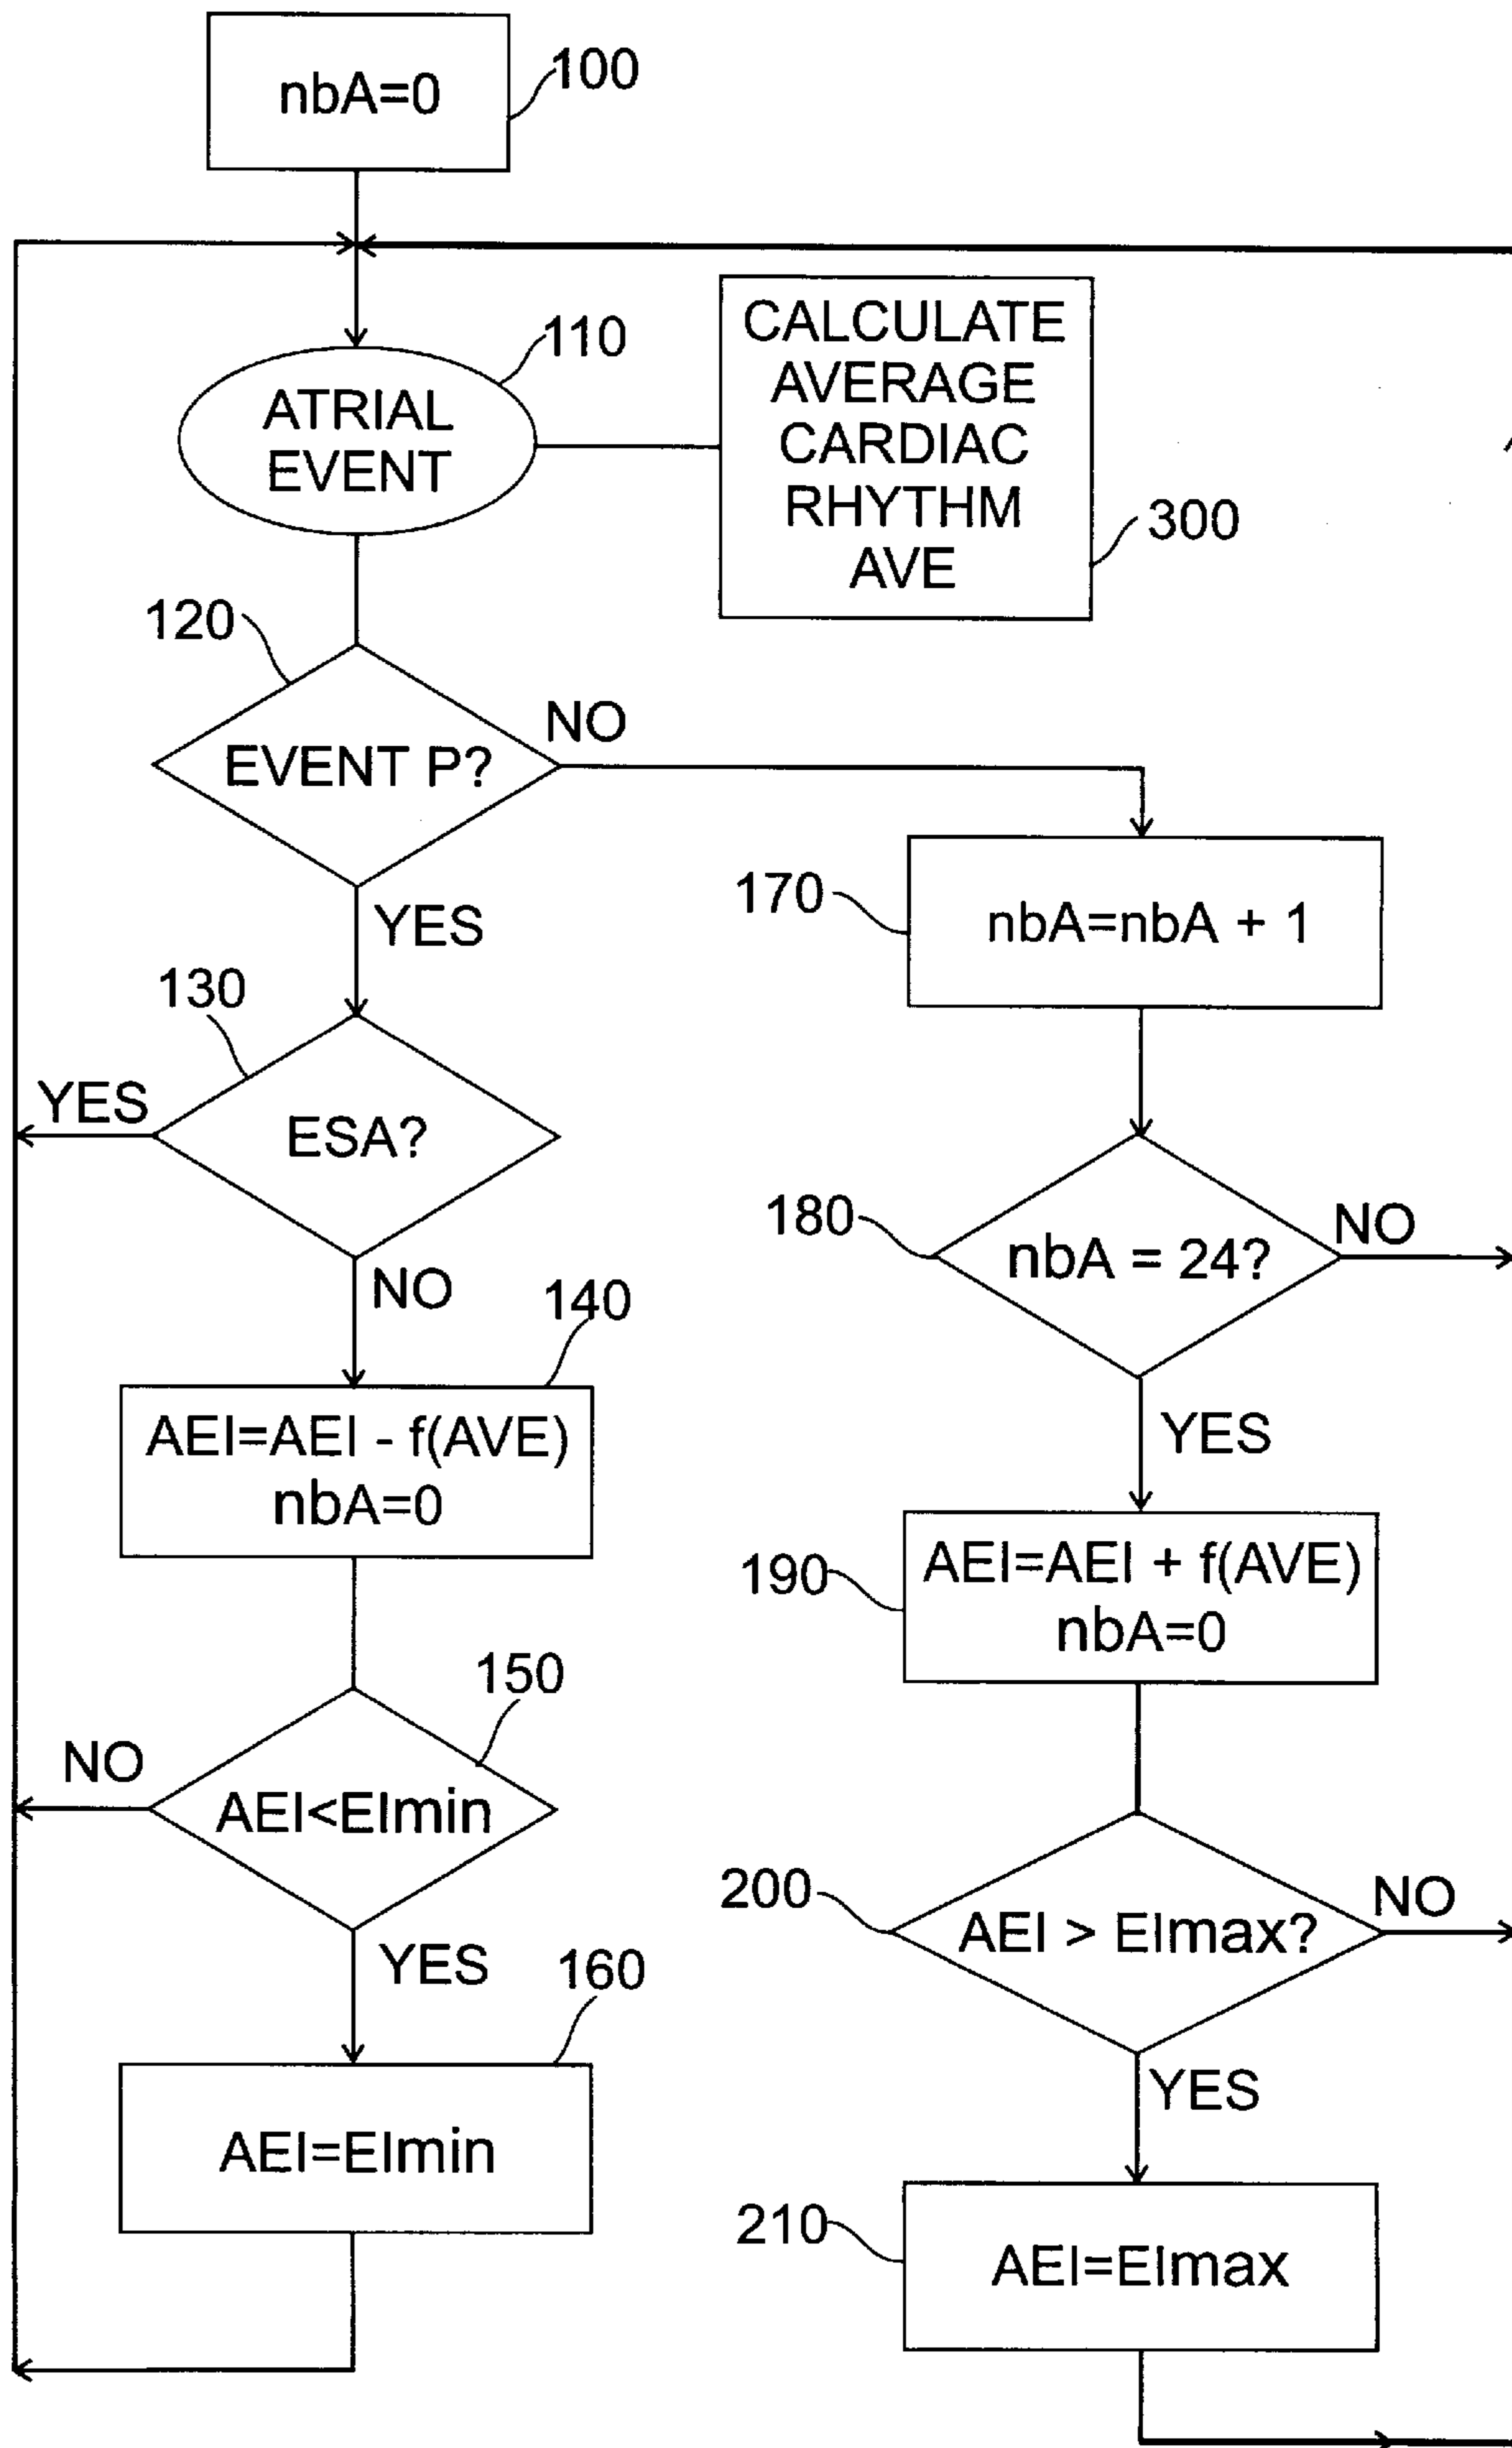 nbA=0
100
110
ATRIAL
EVENT
CALCULATE
AVERAGE
CARDIAC
RHYTHM
AVE
300
120
EVENT P?
NO
YES
170
nbA=nbA + 1
130
YES
ESA?
NO
180
nbA = 24?
NO
YES
140
AEI=AEI - f(AVE)
nbA=0
190
AEI=AEI + f(AVE)
nbA=0
150
NO
AEI<EImin
YES
200
AEI > EImax?
NO
YES
160
AEI=EImin
210
AEI=EImax